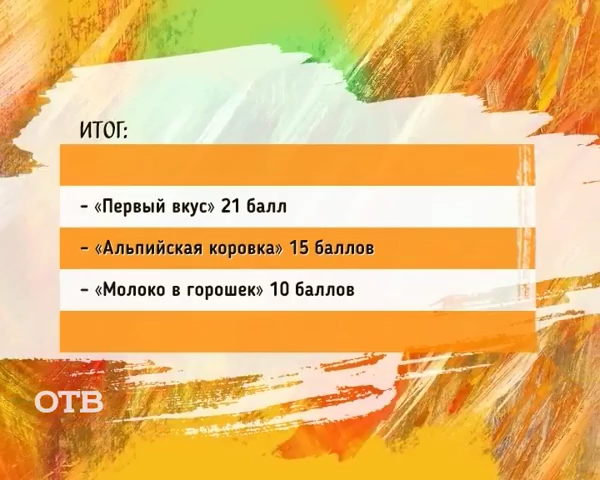 ИТОГ:
– «Первый вкус» 21 балл
– «Альпийская коровка» 15 баллов
– «Молоко в горошек» 10 баллов
ОТВ